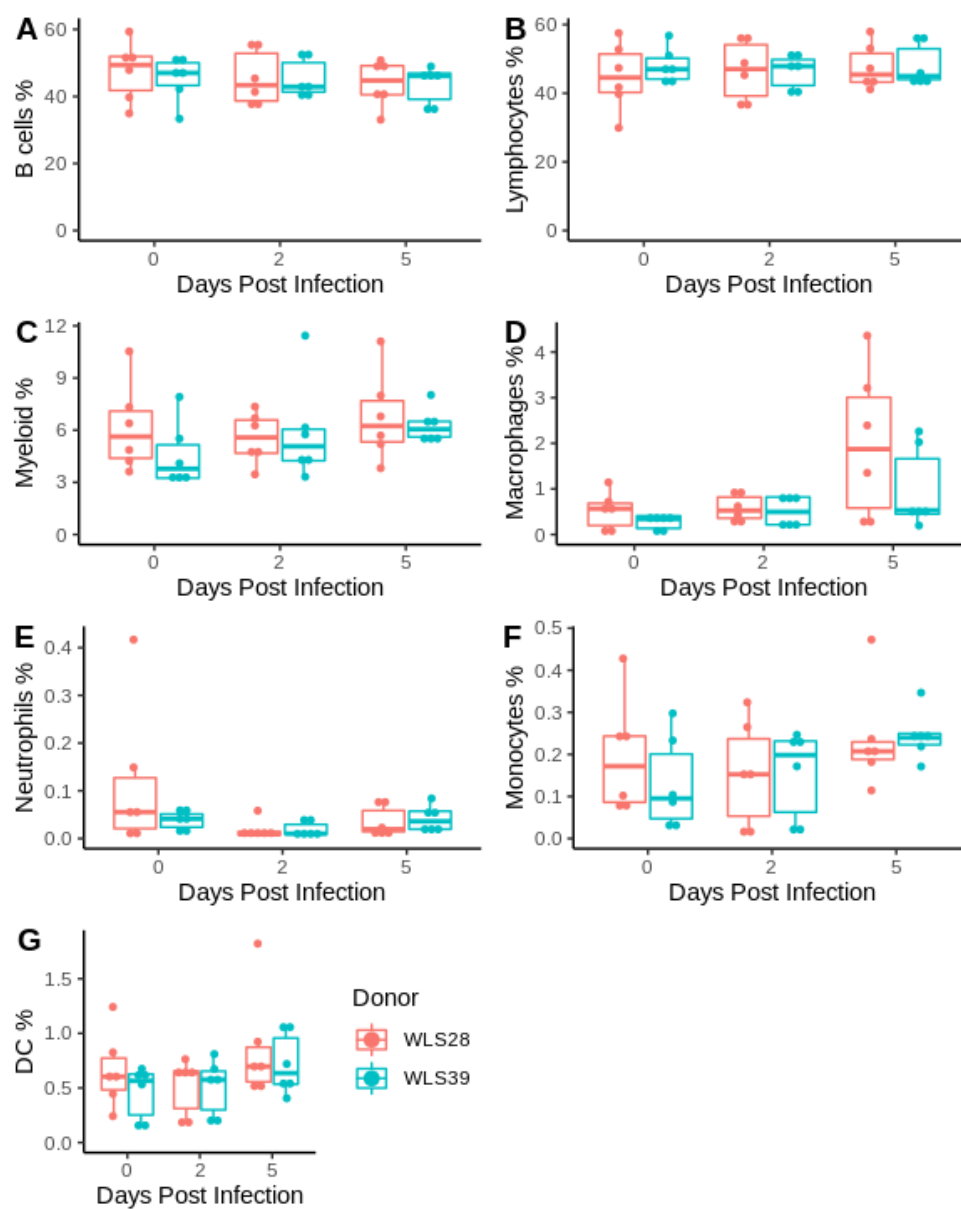 A
B cells %
60
40
20
0
0 2 5
Days Post Infection
B
Lymphocytes %
60
40
20
0
0 2 5
Days Post Infection
C
Myeloid %
12
9
6
3
0
0 2 5
Days Post Infection
D
Macrophages %
4
3
2
1
0
0 2 5
Days Post Infection
E
Neutrophils %
0.4
0.3
0.2
0.1
0.0
0 2 5
Days Post Infection
F
Monocytes %
0.5
0.4
0.3
0.2
0.1
0.0
0 2 5
Days Post Infection
G
DC %
1.5
1.0
0.5
0.0
0 2 5
Days Post Infection
Donor
WLS28
WLS39